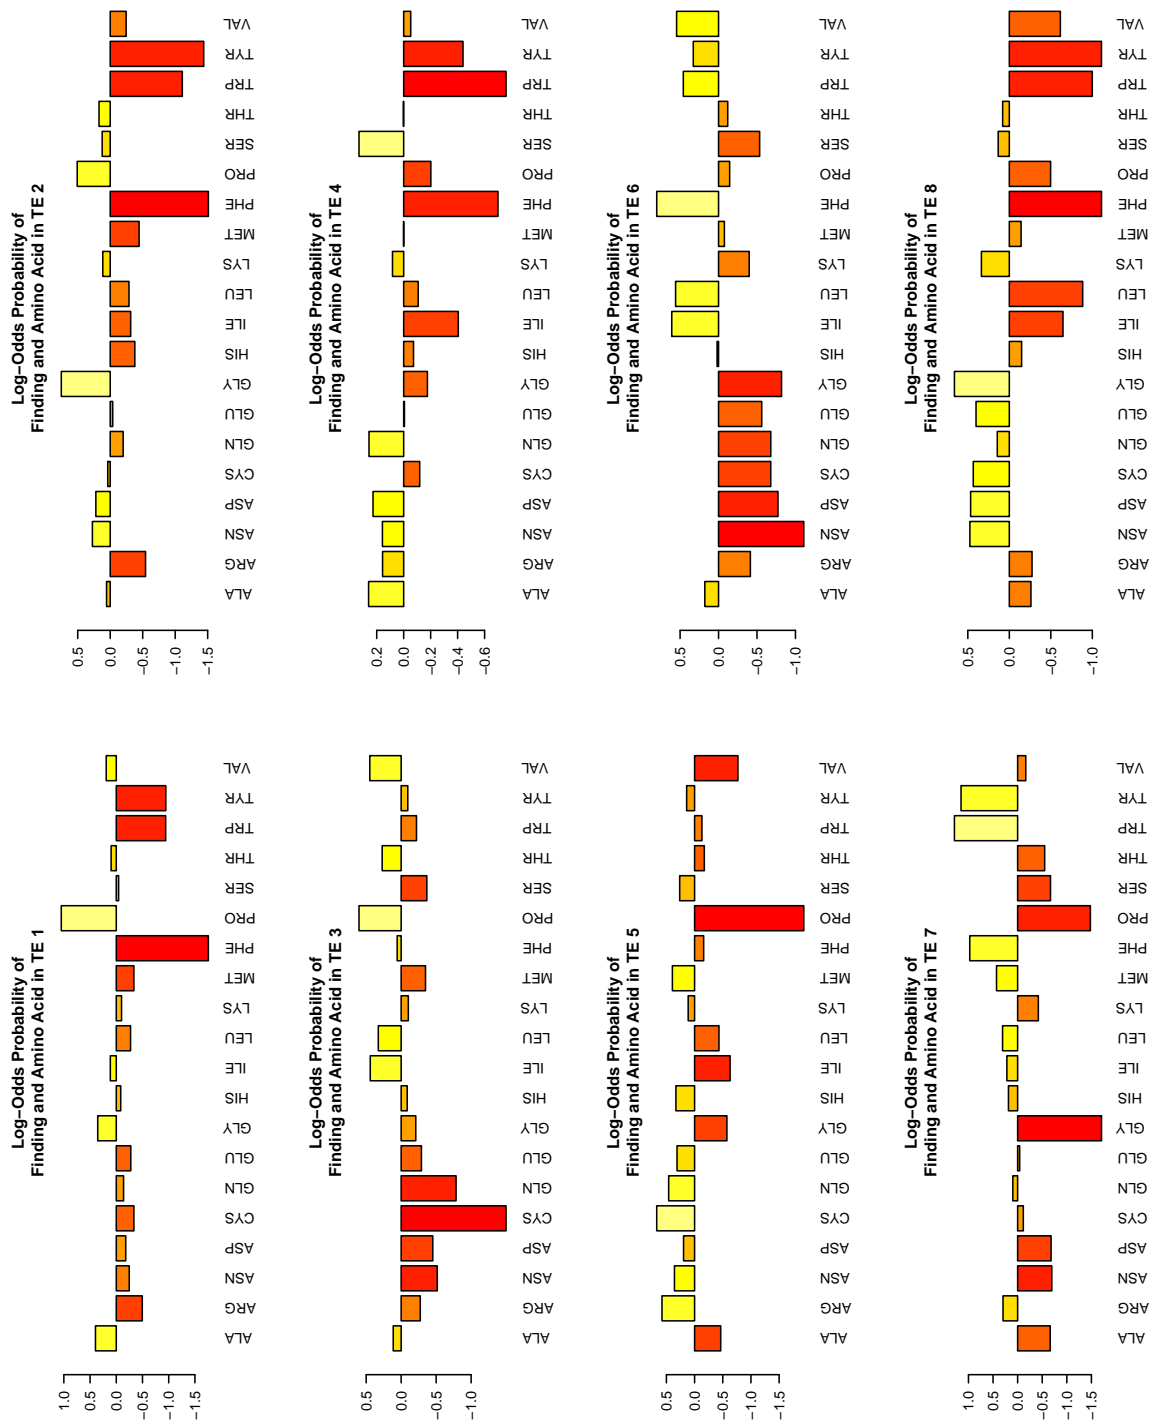 Log−Odds Probability of
Finding and Amino Acid in TE 1
1.0
0.5
0.0
−0.5
−1.0
−1.5
ALA ARG ASN ASP CYS GLN GLU GLY HIS ILE LEU LYS MET PHE PRO SER THR TRP TYR VAL
Log−Odds Probability of
Finding and Amino Acid in TE 2
0.5
0.0
−0.5
−1.0
−1.5
ALA ARG ASN ASP CYS GLN GLU GLY HIS ILE LEU LYS MET PHE PRO SER THR TRP TYR VAL
Log−Odds Probability of
Finding and Amino Acid in TE 3
0.5
0.0
−0.5
−1.0
ALA ARG ASN ASP CYS GLN GLU GLY HIS ILE LEU LYS MET PHE PRO SER THR TRP TYR VAL
Log−Odds Probability of
Finding and Amino Acid in TE 4
0.2
0.0
−0.2
−0.4
−0.6
ALA ARG ASN ASP CYS GLN GLU GLY HIS ILE LEU LYS MET PHE PRO SER THR TRP TYR VAL
Log−Odds Probability of
Finding and Amino Acid in TE 5
0.5
0.0
−0.5
−1.0
−1.5
ALA ARG ASN ASP CYS GLN GLU GLY HIS ILE LEU LYS MET PHE PRO SER THR TRP TYR VAL
Log−Odds Probability of
Finding and Amino Acid in TE 6
0.5
0.0
−0.5
−1.0
ALA ARG ASN ASP CYS GLN GLU GLY HIS ILE LEU LYS MET PHE PRO SER THR TRP TYR VAL
Log−Odds Probability of
Finding and Amino Acid in TE 7
1.0
0.5
0.0
−0.5
−1.0
−1.5
ALA ARG ASN ASP CYS GLN GLU GLY HIS ILE LEU LYS MET PHE PRO SER THR TRP TYR VAL
Log−Odds Probability of
Finding and Amino Acid in TE 8
0.5
0.0
−0.5
−1.0
ALA ARG ASN ASP CYS GLN GLU GLY HIS ILE LEU LYS MET PHE PRO SER THR TRP TYR VAL